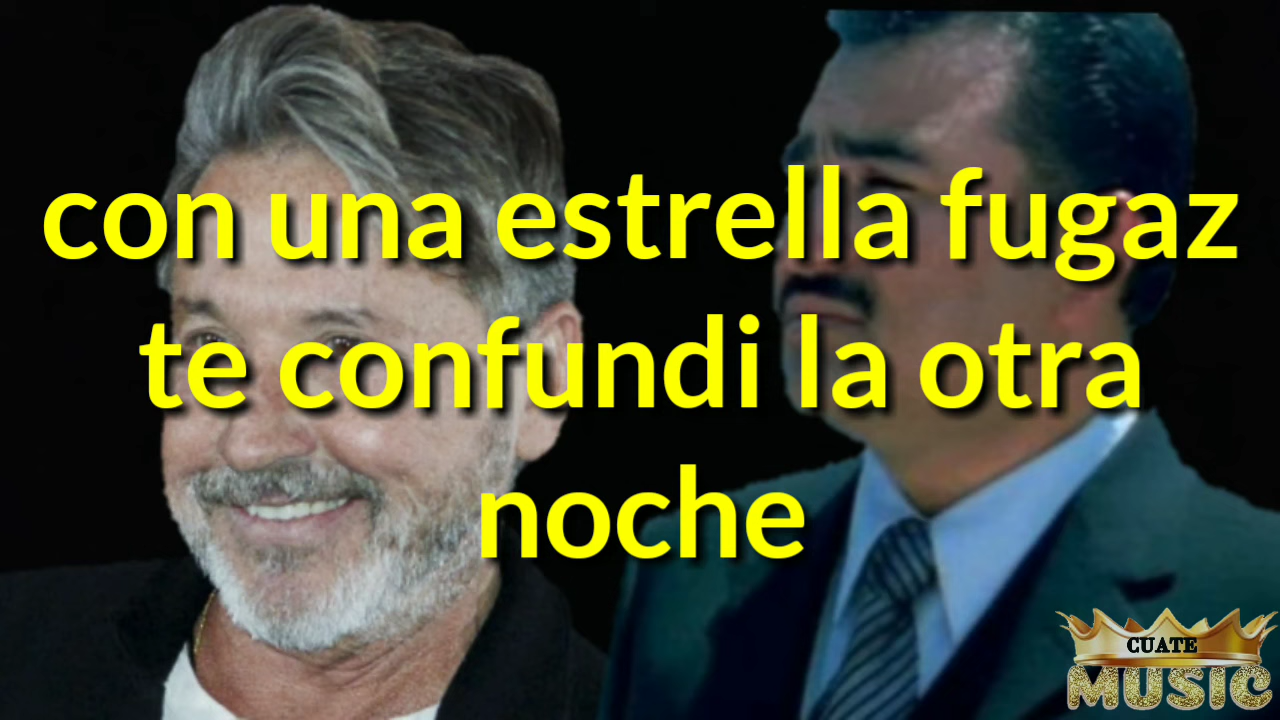 con una estrella fugaz
te confundi la otra
noche
CUATE
MUSIC